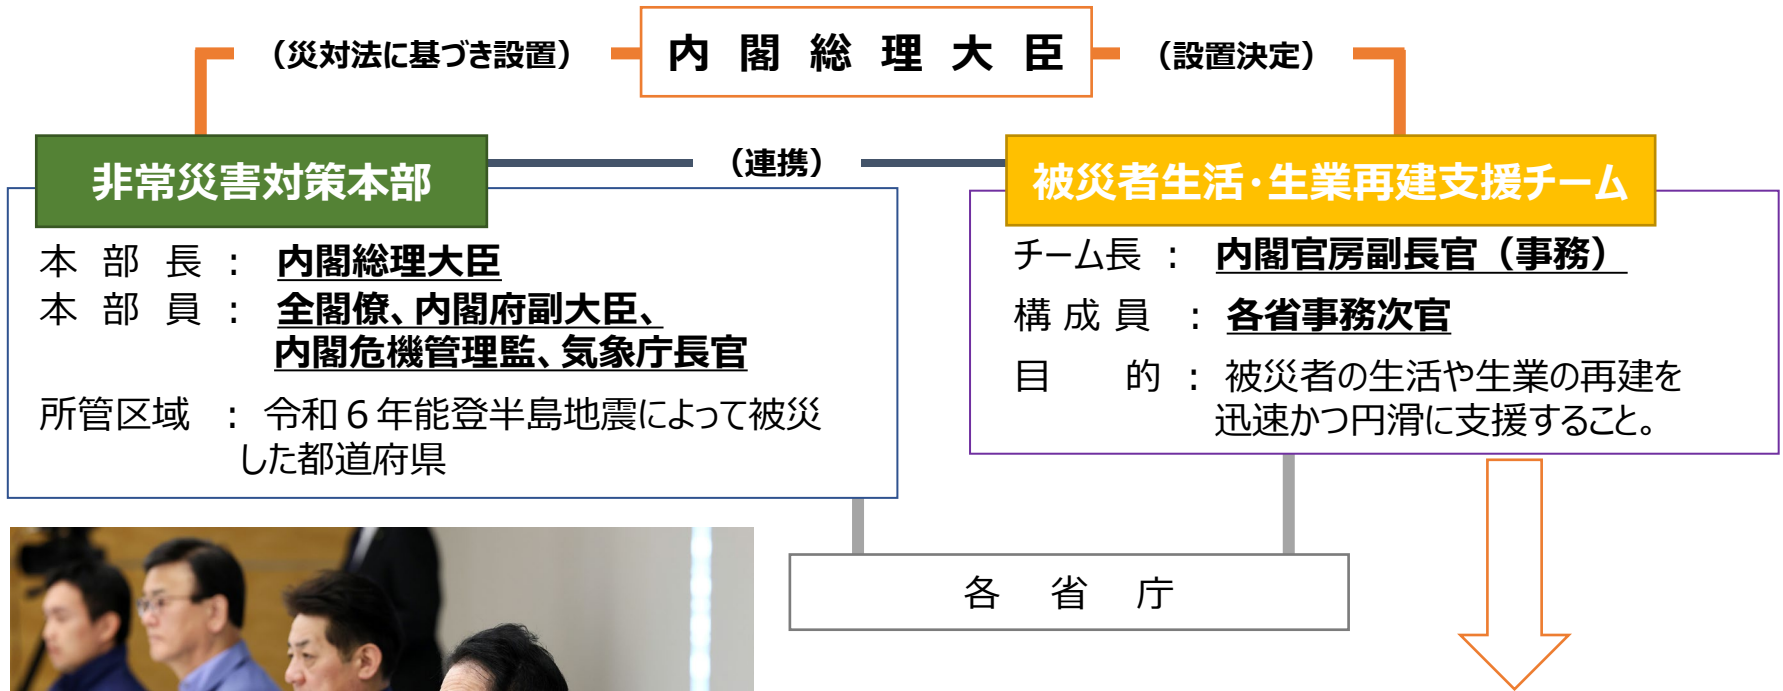 内閣総理大臣
（災対法に基づき設置）
（設置決定）
（連携）
非常災害対策本部
本部長：内閣総理大臣
本部員：全閣僚、内閣府副大臣、
内閣危機管理監、気象庁長官
所管区域：令和６年能登半島地震によって被災
した都道府県
被災者生活・生業再建支援チーム
チーム長：内閣官房副長官（事務）
構成員：各省事務次官
目的：被災者の生活や生業の再建を
迅速かつ円滑に支援すること。
各省庁